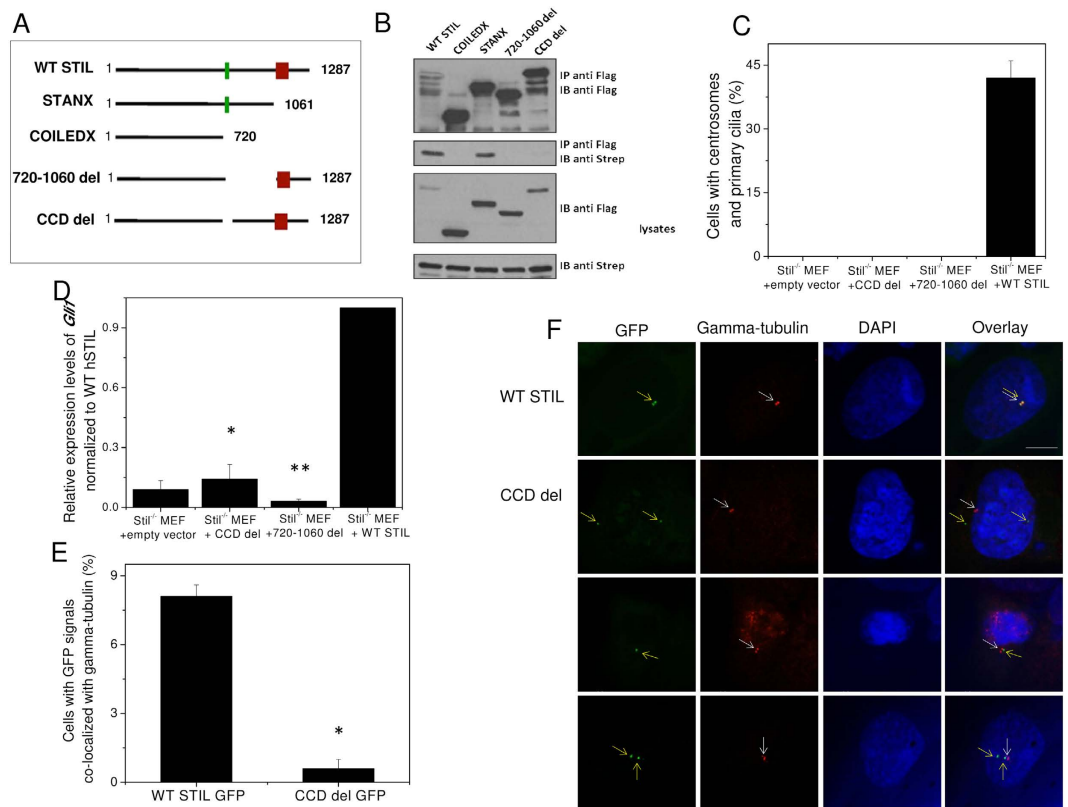 A
WT STIL 1 1287
STANX 1 1061
COILEDX 1 720
720-1060 del 1 1287
CCD del 1 1287
B
WT STIL COILEDX STANX 720-1060 del CCD del
IP anti Flag
IB anti Flag
IP anti Flag
IB anti Strep
IB anti Flag
lysates
IB anti Strep
C
Cells with centrosomes
and primary cilia (%)
45
30
15
0
Stil-/- MEF +empty vector
Stil-/- MEF +CCD del
Stil-/- MEF +720-1060 del
Stil-/- MEF +WT STIL
D
Relative expression levels of Gli1
normalized to WT hSTIL
0.9
0.6
0.3
0.0
*
**
Stil-/- MEF +empty vector
Stil-/- MEF + CCD del
Stil-/- MEF +720-1060 del
Stil-/- MEF + WT STIL
E
Cells with GFP signals
co-localized with gamma-tubulin (%)
9
6
3
0
*
WT STIL GFP
CCD del GFP
F
GFP Gamma-tubulin DAPI Overlay
WT STIL
CCD del